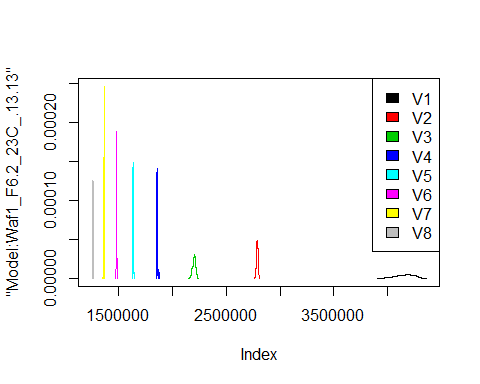 "Model:Waf1_F6.2_23C_.13.13"
0.00020
0.00010
0.00000
V1
V2
V3
V4
V5
V6
V7
V8
1500000 2500000 3500000
Index